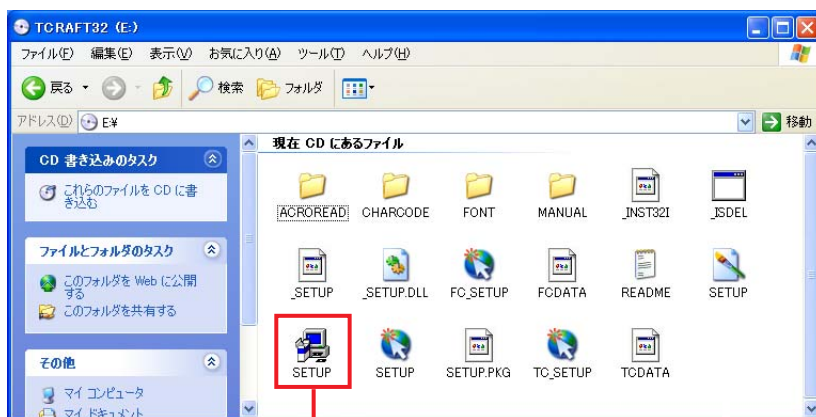 TCRAFT32 (E:)
ファイル(F) 編集(E) 表示(V) お気に入り(A) ツール(T) ヘルプ(H)
戻る 検索 フォルダ
アドレス(D) E:¥ 移動
CD 書き込みのタスク
これらのファイルを CD に書
き込む
ファイルとフォルダのタスク
このフォルダを Web に公開
する
このフォルダを共有する
その他
マイ コンピュータ
マイ ドキュメント
現在 CD にあるファイル
ACROREAD CHARCODE FONT MANUAL _INST32I _ISDEL
_SETUP _SETUP.DLL FC_SETUP FCDATA README SETUP
SETUP SETUP SETUP.PKG TC_SETUP TCDATA